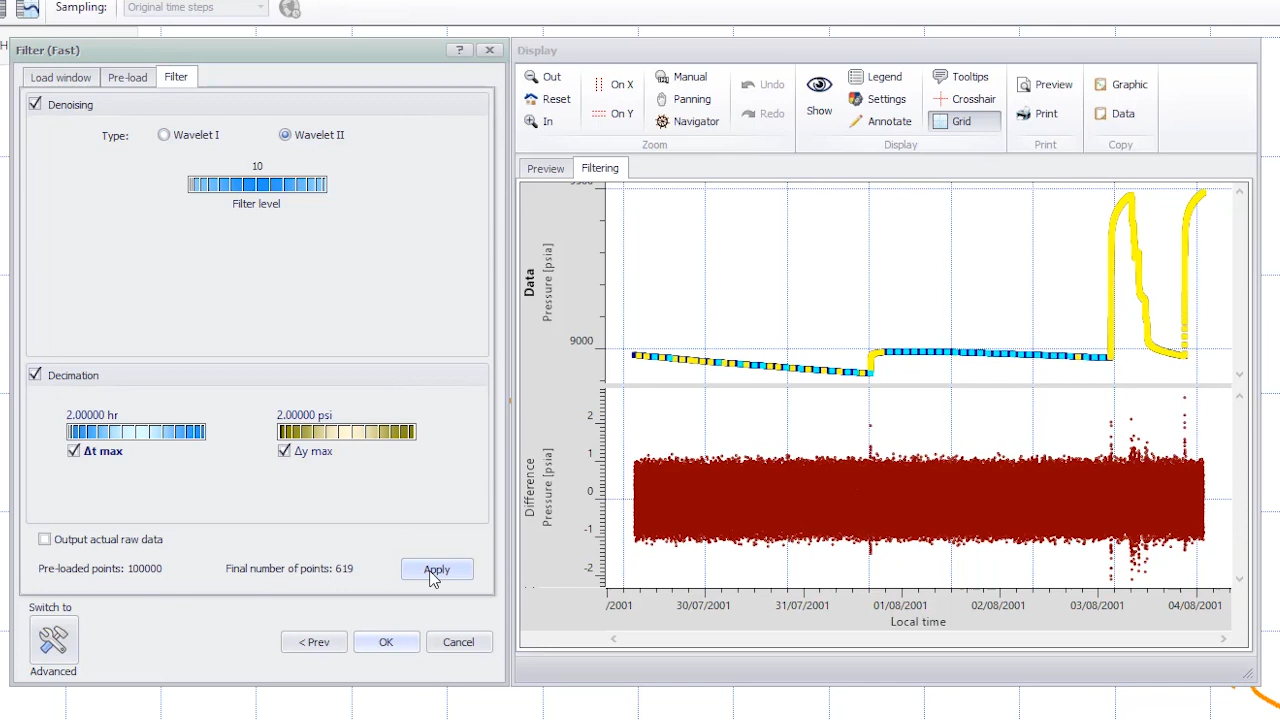 Sampling: Original time steps
H
Filter (Fast) ?
Load window Pre-load Filter
Denoising
Type: Wavelet I Wavelet II
10
Filter level
Decimation
2.00000 hr 2.00000 psi
Δt max Δy max
Output actual raw data
Pre-loaded points: 100000 Final number of points: 619 Apply
Switch to
< Prev OK Cancel
Advanced
Display
Out On X Manual Undo Legend Tooltips Preview Graphic
Reset Panning Show Settings Crosshair
In On Y Navigator Redo Annotate Grid Print Data
Zoom Display Print Copy
Preview Filtering
Data
Pressure [psia]
9000
Difference
Pressure [psia]
2
1
0
-1
-2
/2001 30/07/2001 31/07/2001 01/08/2001 02/08/2001 03/08/2001 04/08/2001
Local time